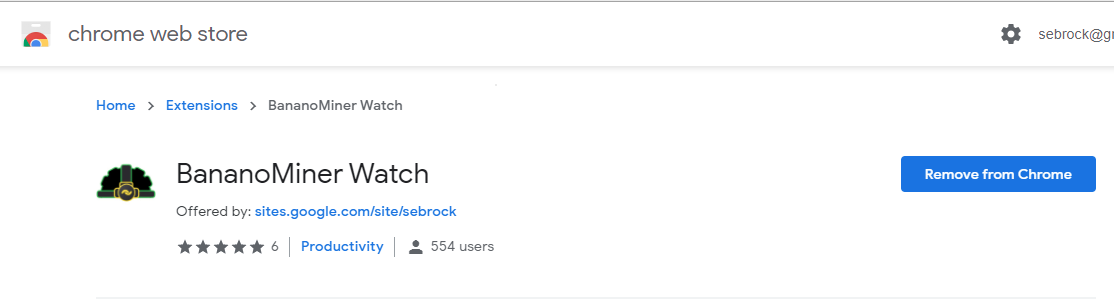 chrome web store
sebrock@gr
Home > Extensions > BananoMiner Watch
BananoMiner Watch
Remove from Chrome
Offered by: sites.google.com/site/sebrock
6 Productivity 554 users